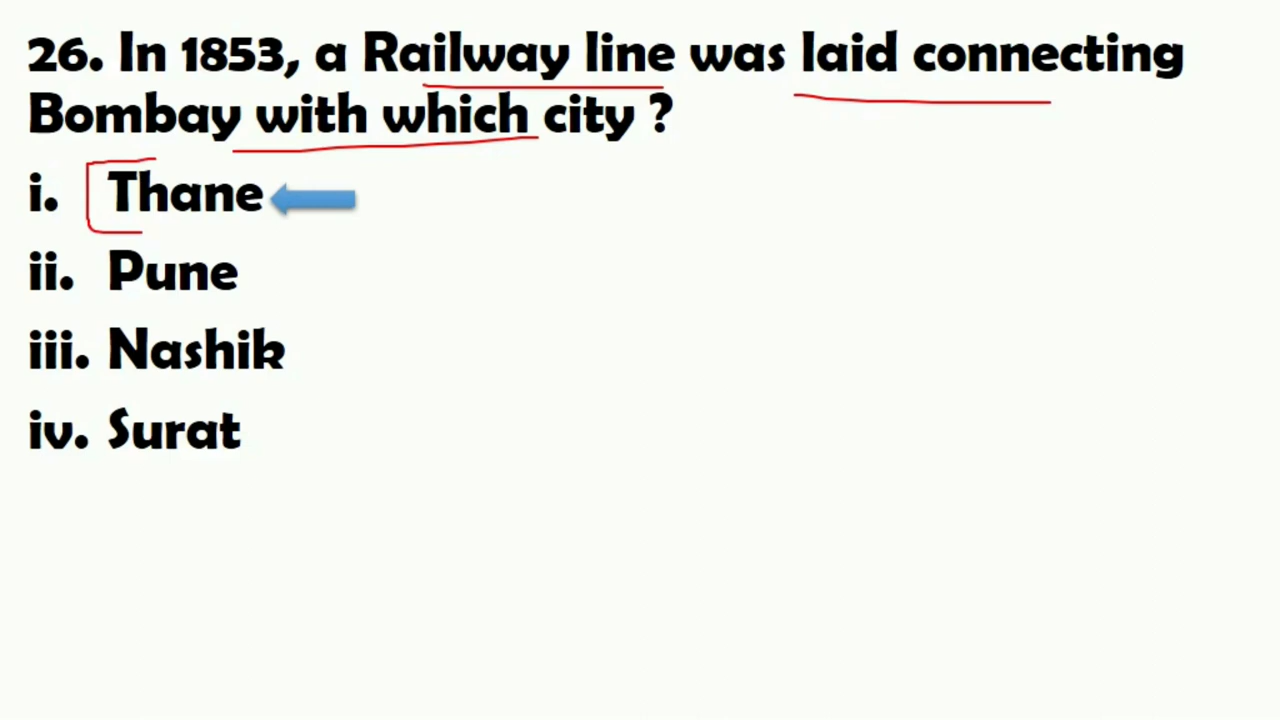 26. In 1853, a Railway line was laid connecting
Bombay with which city ?
i. Thane
ii. Pune
iii. Nashik
iv. Surat